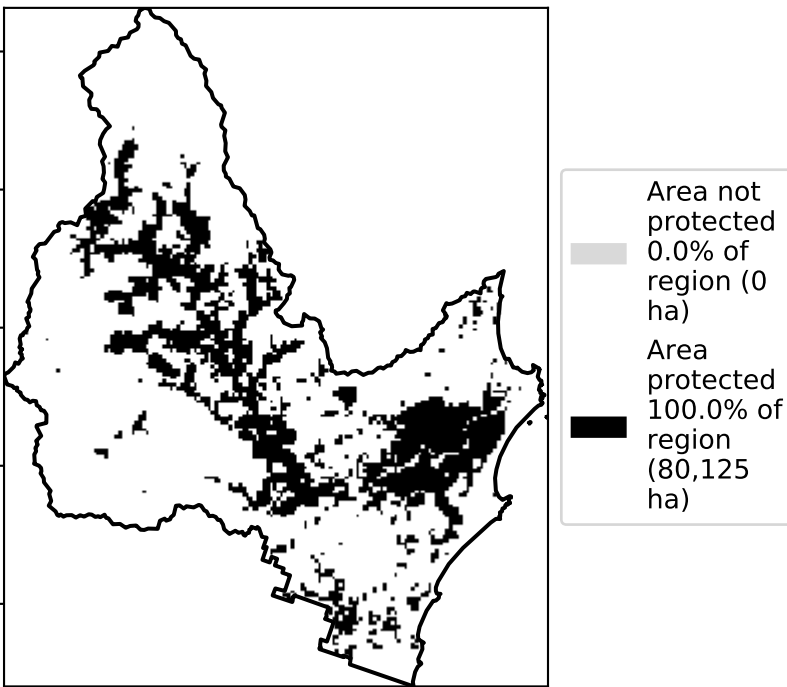 Area not
protected
0.0% of
region (0
ha)
Area
protected
100.0% of
region
(80,125
ha)